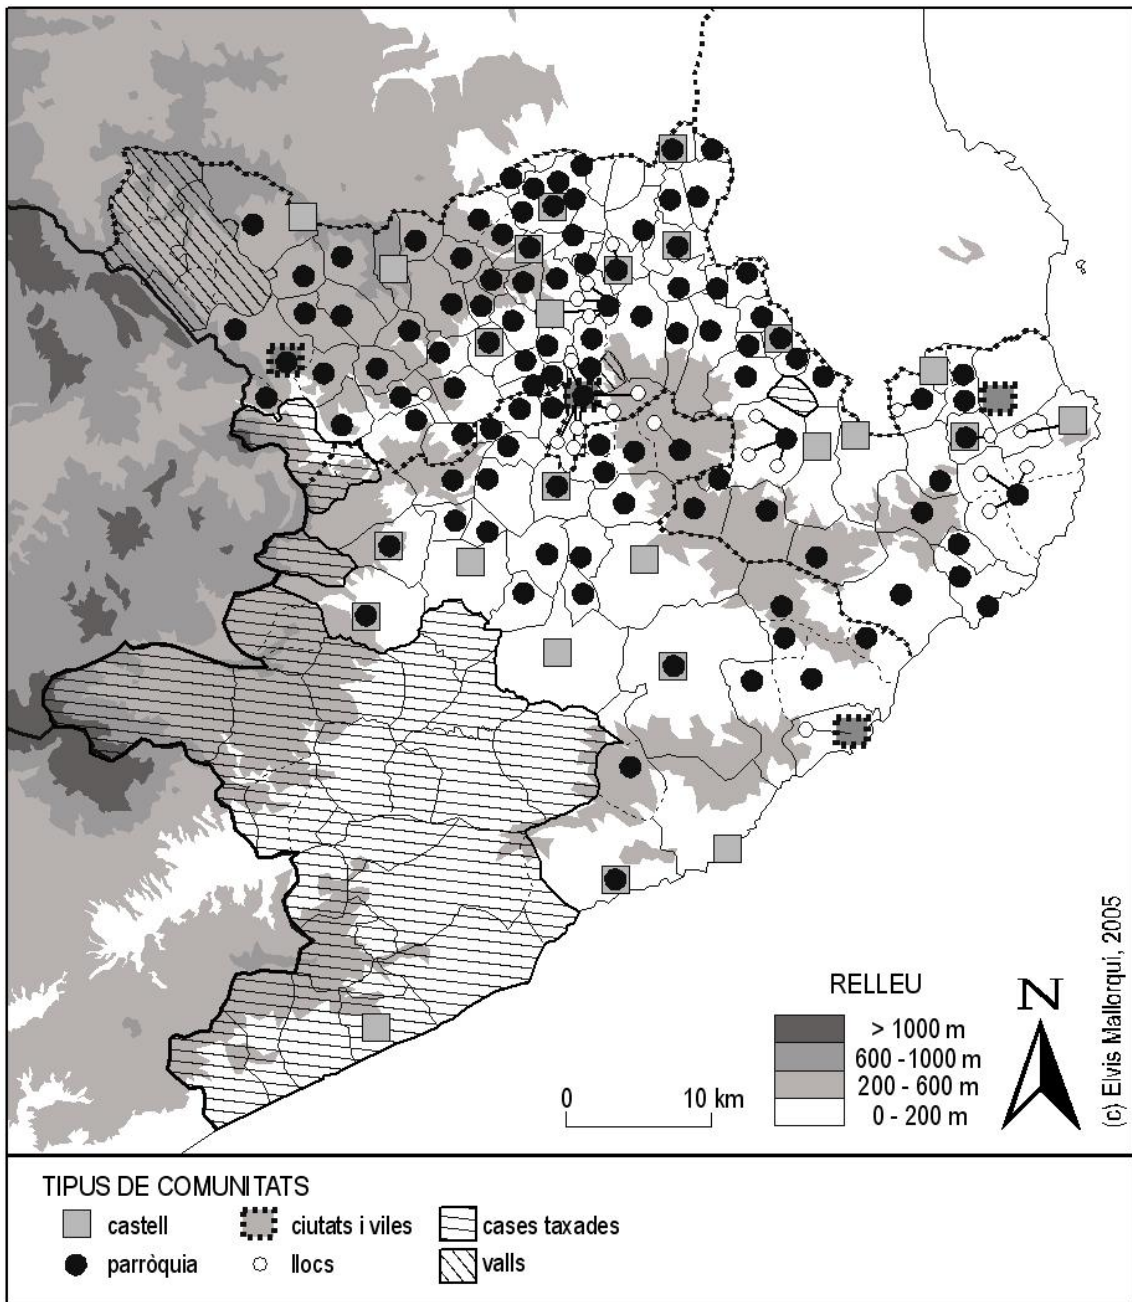 RELLEU
N
> 1000 m
600 -1000 m
200 - 600 m
0 - 200 m
0
10 km
(c) Elvis Mallorquí, 2005
TIPUS DE COMUNITATS
castell
ciutats i viles
cases taxades
parròquia
llocs
valls